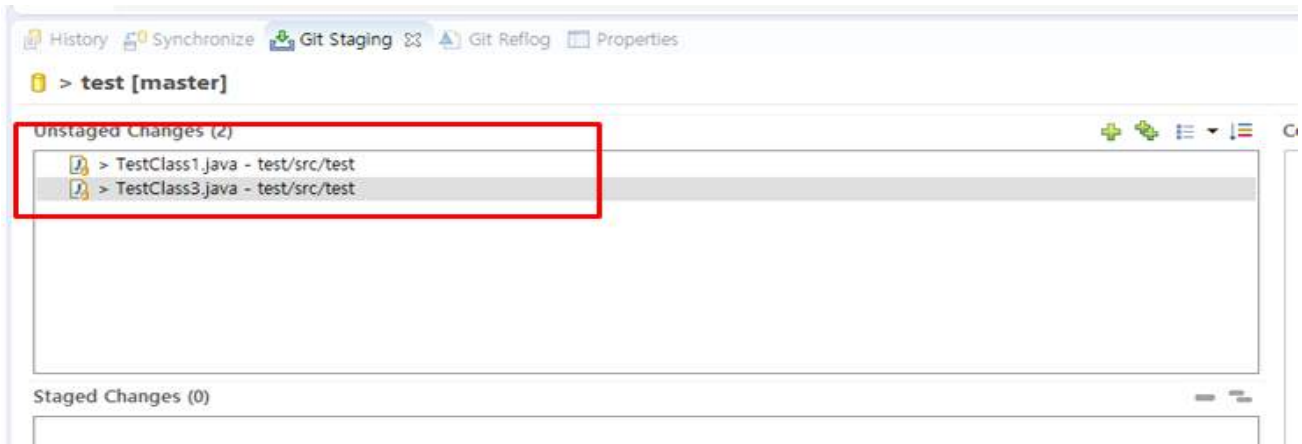 History Synchronize Git Staging Git Reflog Properties
> test [master]
Unstaged Changes (2)
> TestClass1.java - test/src/test
> TestClass3.java - test/src/test
Staged Changes (0)